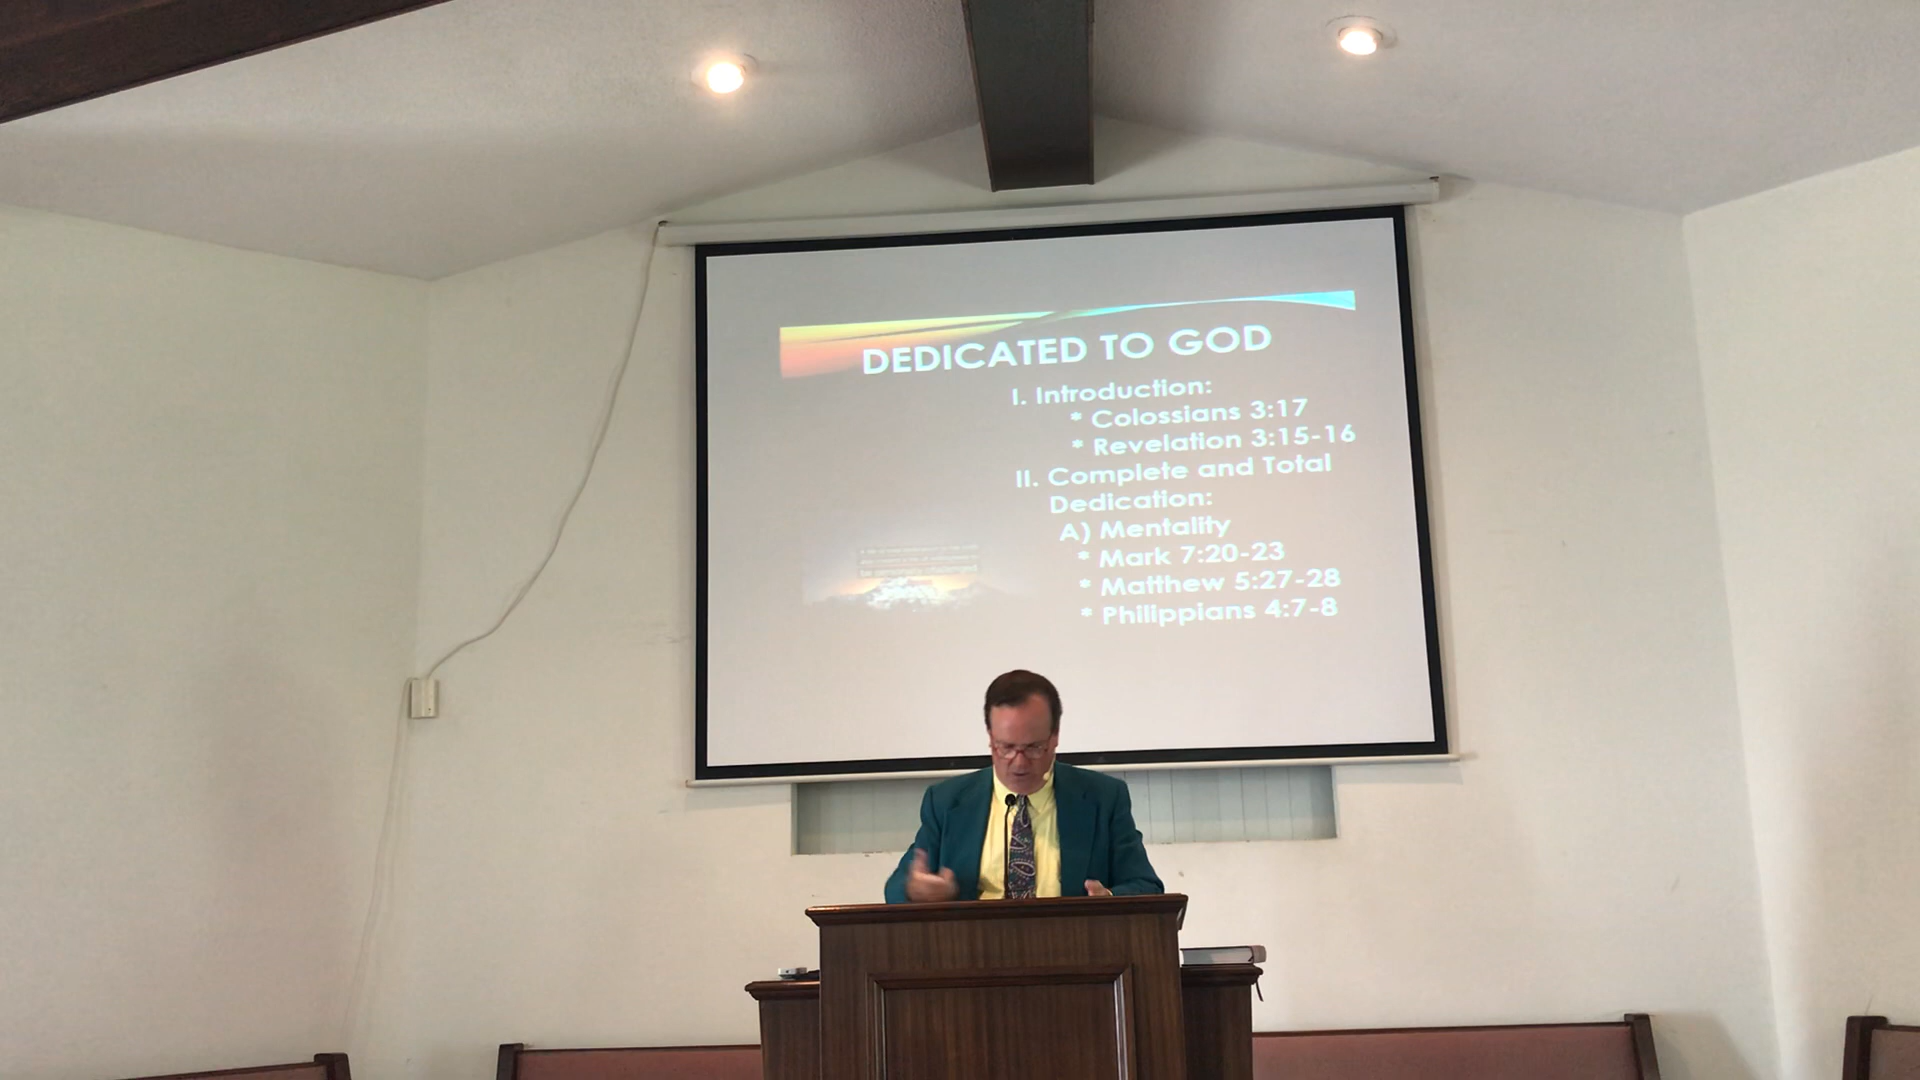 DEDICATED TO GOD
I. Introduction:
* Colossians 3:17
* Revelation 3:15-16
II. Complete and Total
Dedication:
A) Mentality
* Mark 7:20-23
* Matthew 5:27-28
* Philippians 4:7-8